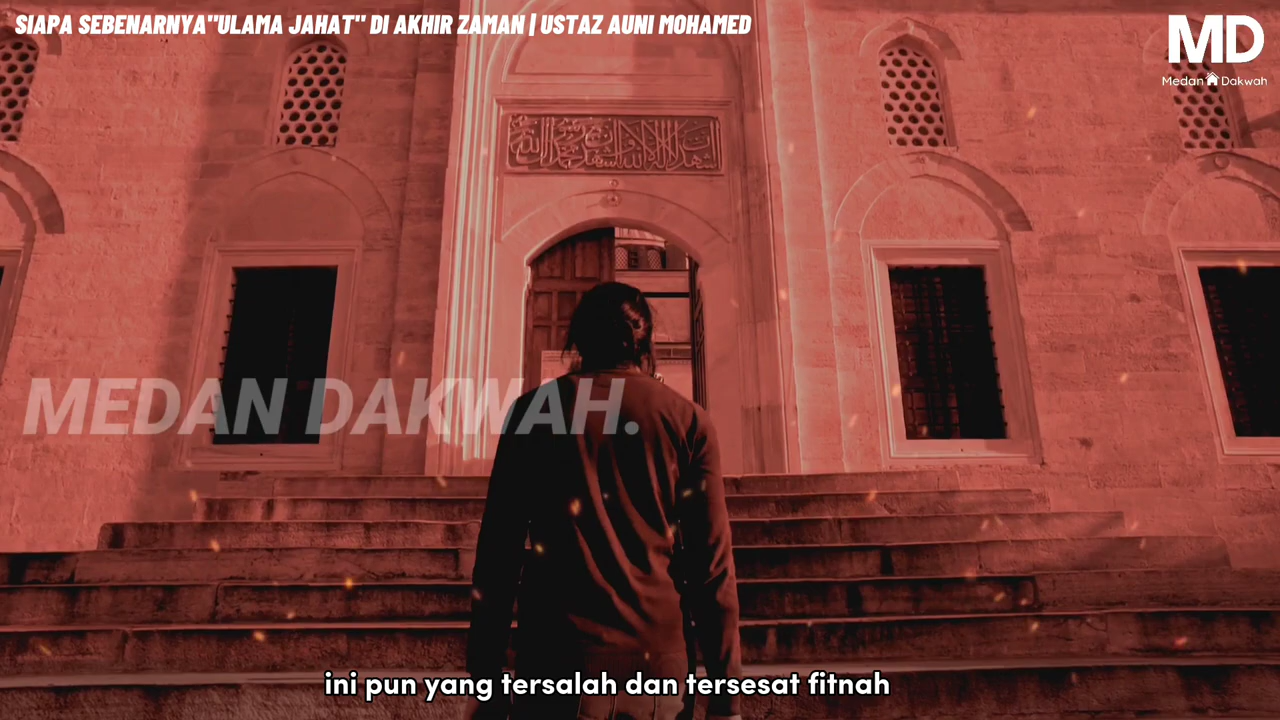 SIAPA SEBENARNYA"ULAMA JAHAT" DI AKHIR ZAMAN | USTAZ AUNI MOHAMED
MD
Medan Dakwah
MEDAN DAKWAH.
ini pun yang tersalah dan tersesat fitnah